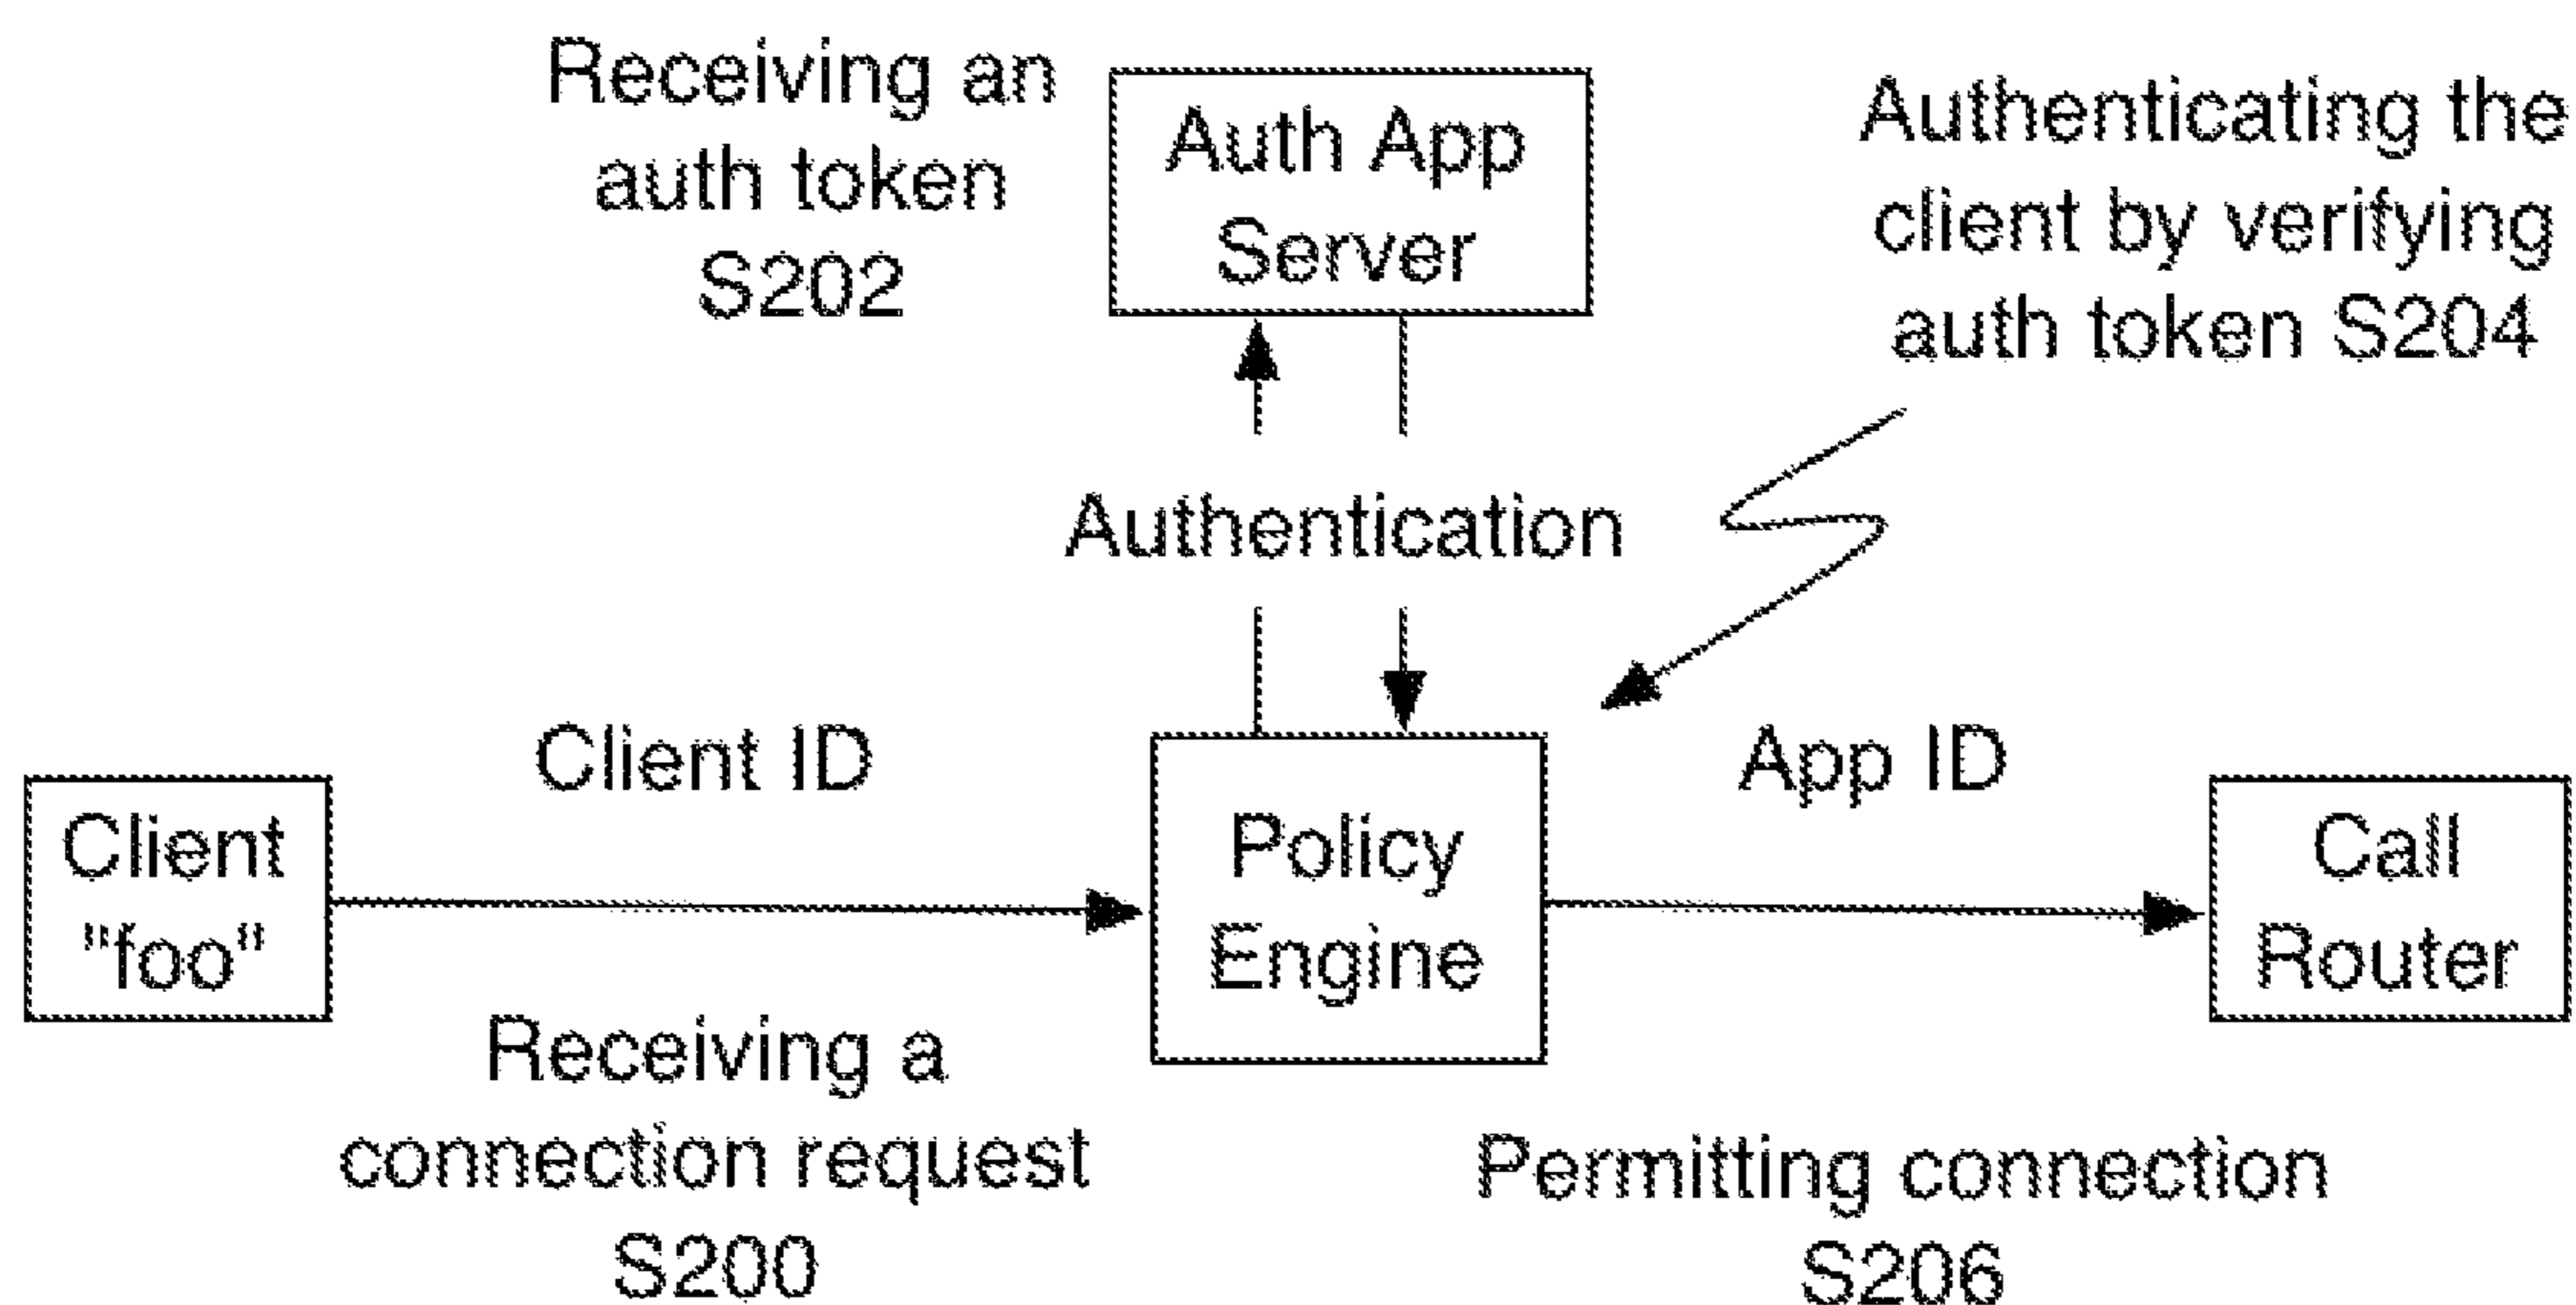 Receiving an
auth token
S202
Auth App
Server
Authenticating the
client by verifying
auth token S204
Authentication
Client ID
App ID
Client
"foo"
Policy
Engine
Call
Router
Receiving a
connection request
S200
Permitting connection
S206